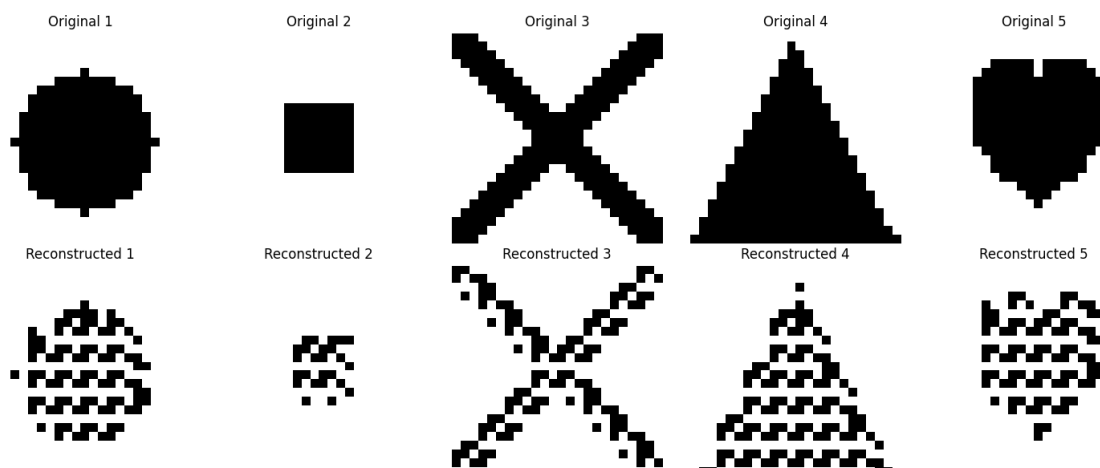 Original 1
Original 2
Original 3
Original 4
Original 5
Reconstructed 1
Reconstructed 2
Reconstructed 3
Reconstructed 4
Reconstructed 5